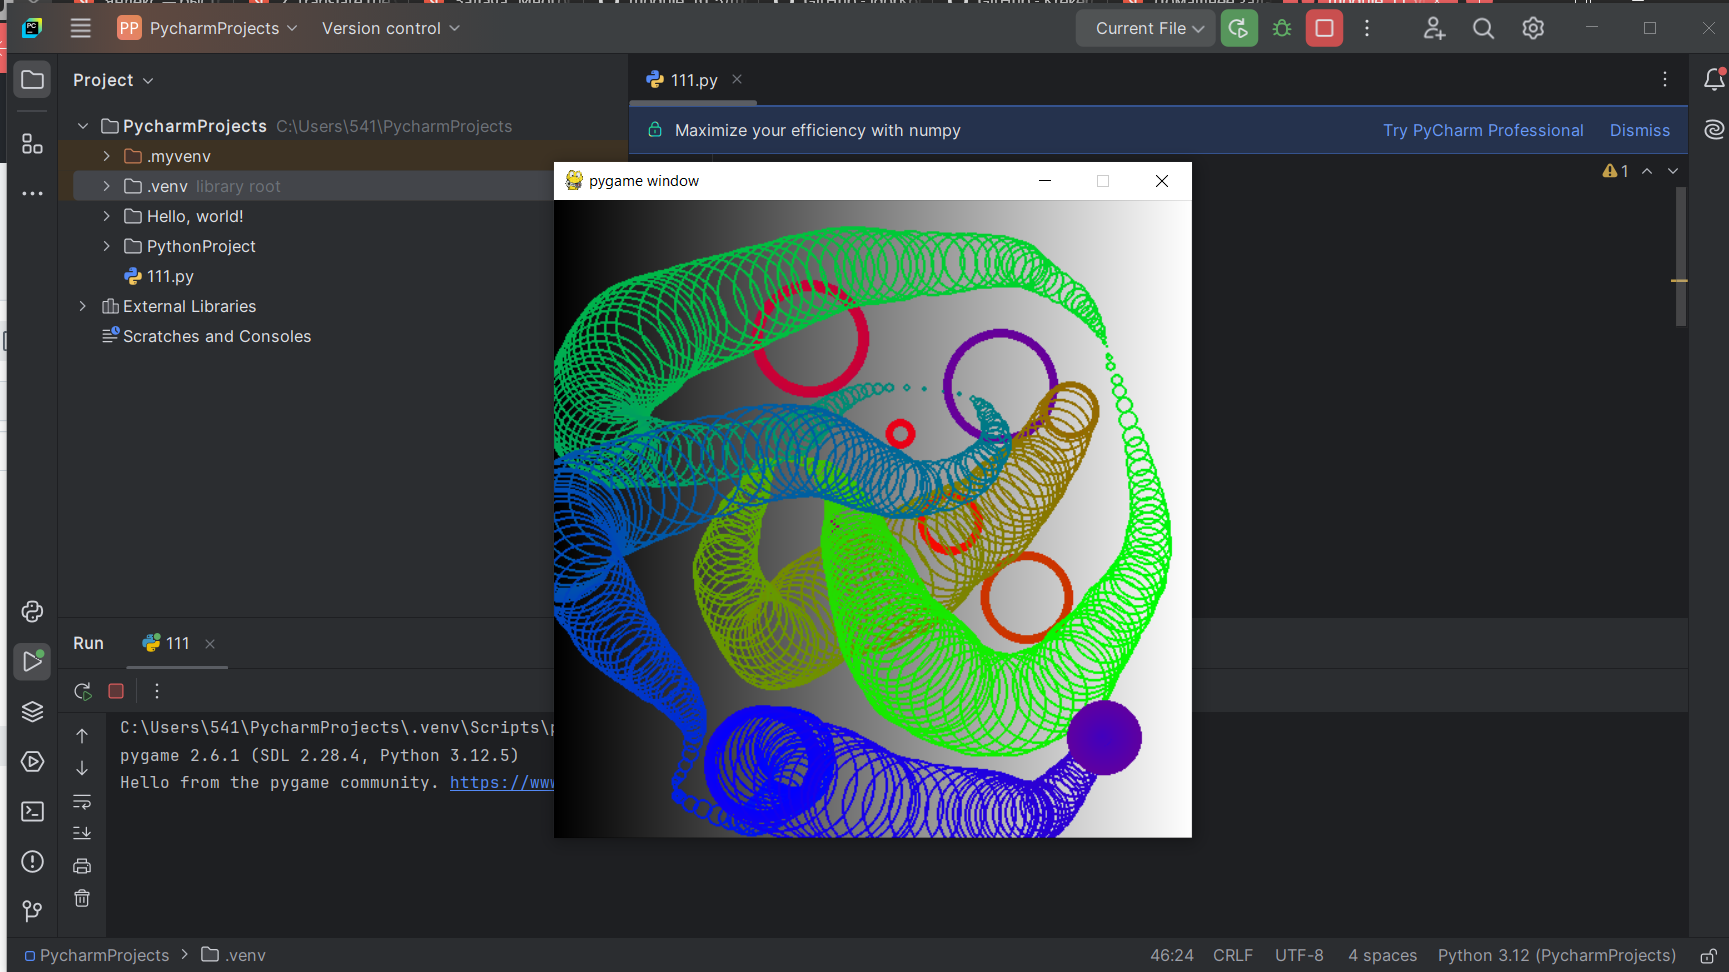 PP PycharmProjects Version control Current File
Project
111.py
PycharmProjects C:\Users\541\PycharmProjects
Maximize your efficiency with numpy Try PyCharm Professional Dismiss
.myvenv
1
.venv library root
pygame window
Hello, world!
PythonProject
111.py
External Libraries
Scratches and Consoles
Run 111
C:\Users\541\PycharmProjects\.venv\Scripts\
pygame 2.6.1 (SDL 2.28.4, Python 3.12.5)
Hello from the pygame community. https://ww
PycharmProjects .venv 46:24 CRLF UTF-8 4 spaces Python 3.12 (PycharmProjects)